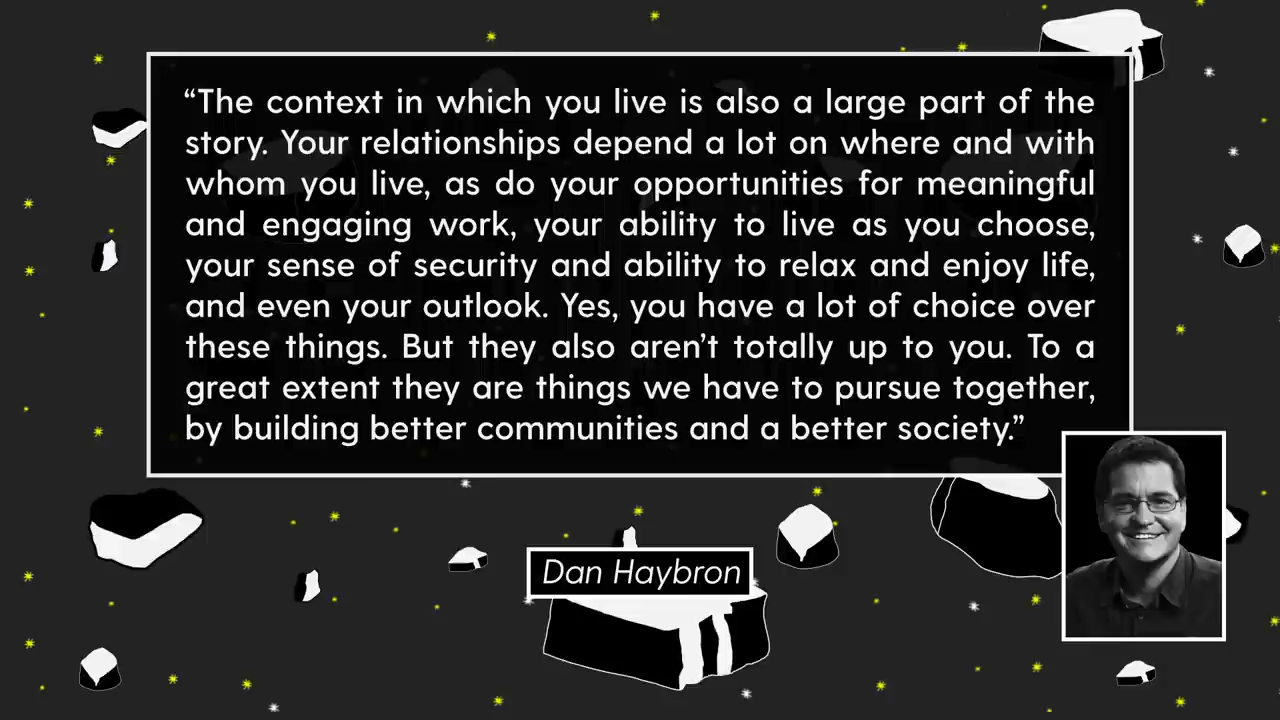 “The context in which you live is also a large part of the
story. Your relationships depend a lot on where and with
whom you live, as do your opportunities for meaningful
and engaging work, your ability to live as you choose,
your sense of security and ability to relax and enjoy life,
and even your outlook. Yes, you have a lot of choice over
these things. But they also aren’t totally up to you. To a
great extent they are things we have to pursue together,
by building better communities and a better society.”
Dan Haybron